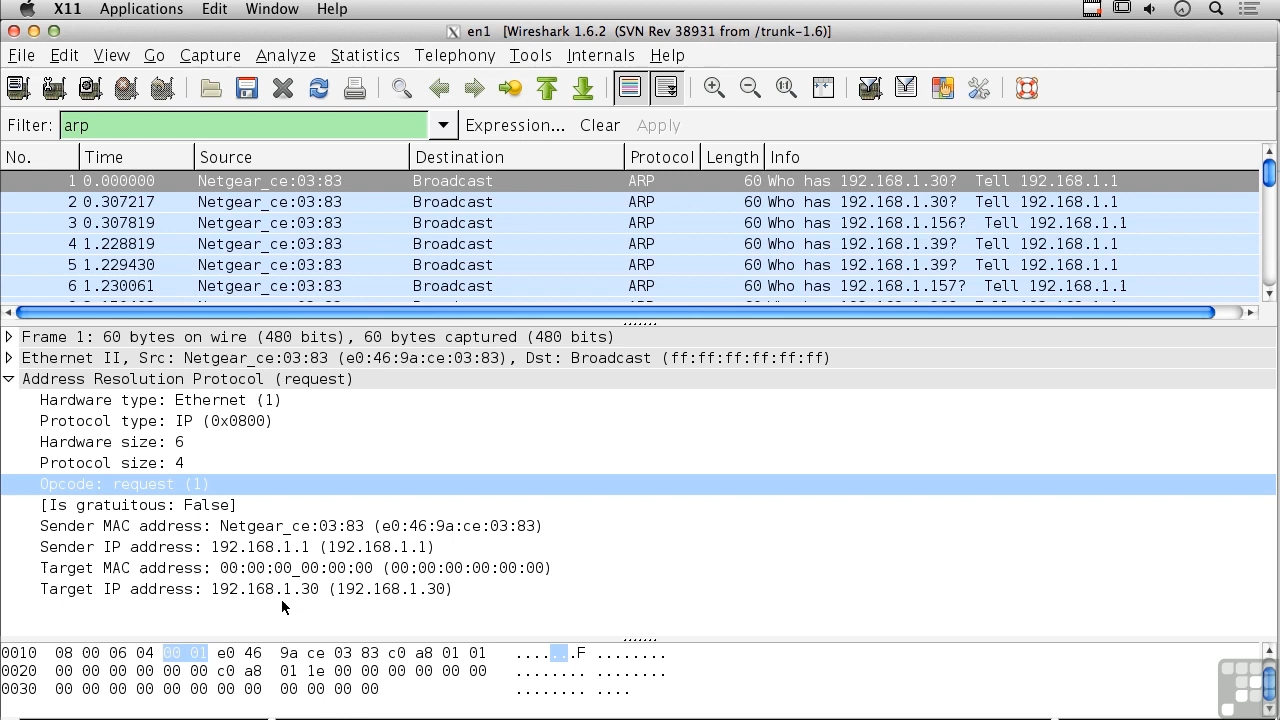 X11 Applications Edit Window Help
en1 [Wireshark 1.6.2 (SVN Rev 38931 from /trunk-1.6)]
File Edit View Go Capture Analyze Statistics Telephony Tools Internals Help
Filter: arp Expression... Clear Apply
No. Time Source Destination Protocol Length Info
1 0.000000 Netgear_ce:03:83 Broadcast ARP 60 Who has 192.168.1.30? Tell 192.168.1.1
2 0.307217 Netgear_ce:03:83 Broadcast ARP 60 Who has 192.168.1.30? Tell 192.168.1.1
3 0.307819 Netgear_ce:03:83 Broadcast ARP 60 Who has 192.168.1.156? Tell 192.168.1.1
4 1.228819 Netgear_ce:03:83 Broadcast ARP 60 Who has 192.168.1.39? Tell 192.168.1.1
5 1.229430 Netgear_ce:03:83 Broadcast ARP 60 Who has 192.168.1.39? Tell 192.168.1.1
6 1.230061 Netgear_ce:03:83 Broadcast ARP 60 Who has 192.168.1.157? Tell 192.168.1.1
Frame 1: 60 bytes on wire (480 bits), 60 bytes captured (480 bits)
Ethernet II, Src: Netgear_ce:03:83 (e0:46:9a:ce:03:83), Dst: Broadcast (ff:ff:ff:ff:ff:ff)
Address Resolution Protocol (request)
Hardware type: Ethernet (1)
Protocol type: IP (0x0800)
Hardware size: 6
Protocol size: 4
Opcode: request (1)
[Is gratuitous: False]
Sender MAC address: Netgear_ce:03:83 (e0:46:9a:ce:03:83)
Sender IP address: 192.168.1.1 (192.168.1.1)
Target MAC address: 00:00:00_00:00:00 (00:00:00:00:00:00)
Target IP address: 192.168.1.30 (192.168.1.30)
0010 08 00 06 04 00 01 e0 46 9a ce 03 83 c0 a8 01 01 .......F ........
0020 00 00 00 00 00 00 c0 a8 01 1e 00 00 00 00 00 00 ........ ........
0030 00 00 00 00 00 00 00 00 00 00 00 00 ........ ....